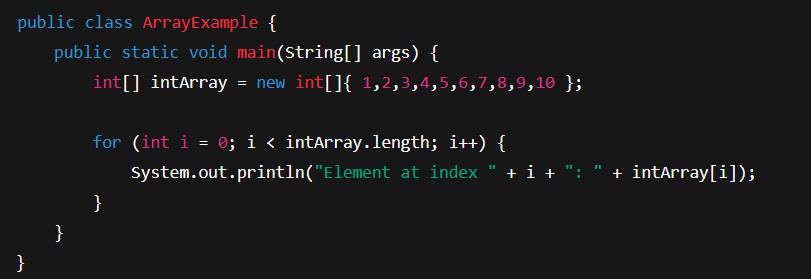 public class ArrayExample {
    public static void main(String[] args) {
        int[] intArray = new int[]{ 1,2,3,4,5,6,7,8,9,10 };
        for (int i = 0; i < intArray.length; i++) {
            System.out.println("Element at index " + i + ": " + intArray[i]);
        }
    }
}